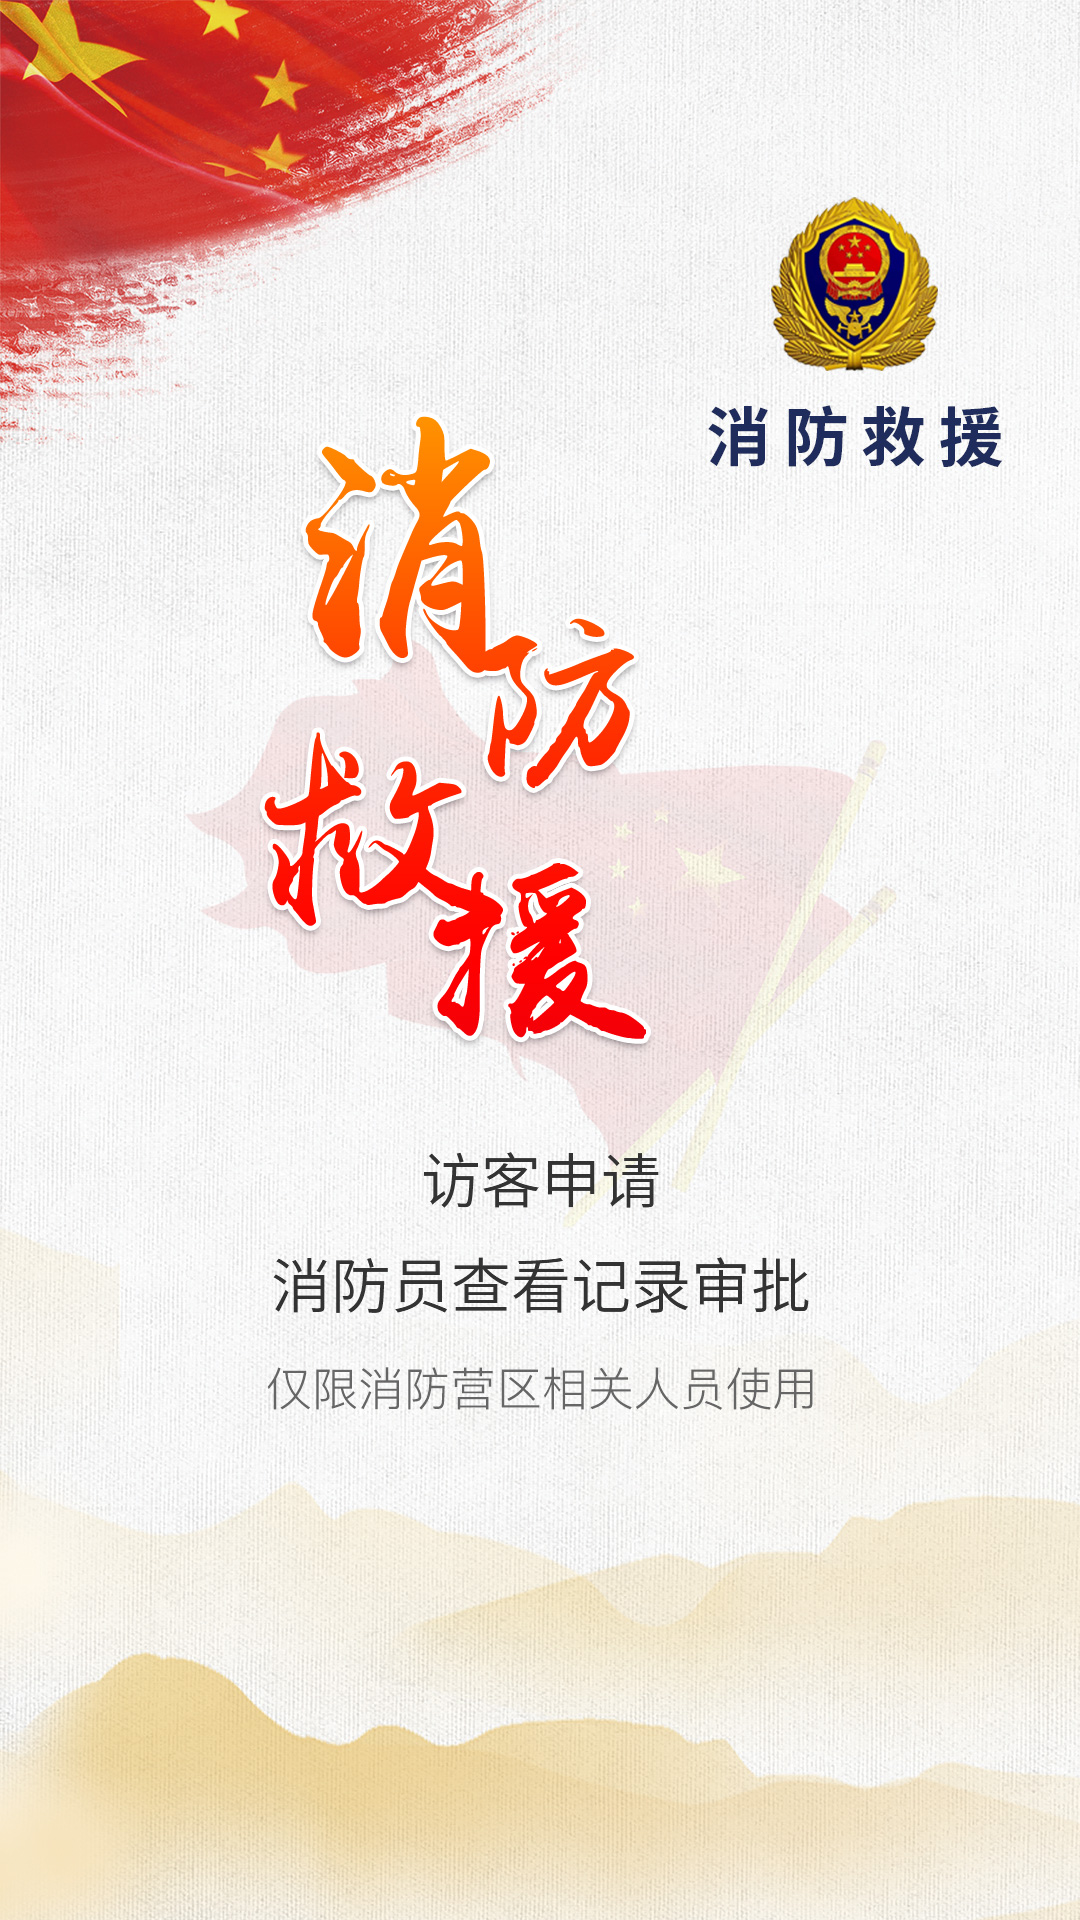 消防救援
消防
救援
访客申请
消防员查看记录审批
仅限消防营区相关人员使用